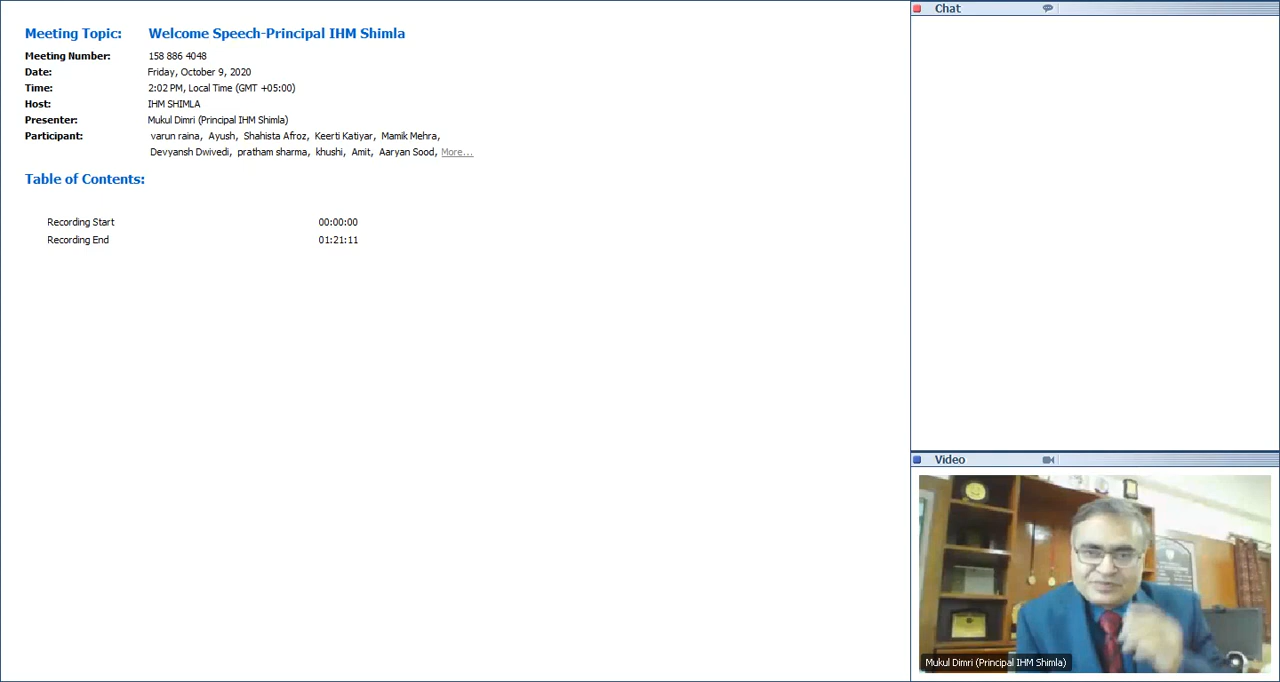 Meeting Topic: Welcome Speech-Principal IHM Shimla
Meeting Number: 158 886 4048
Date: Friday, October 9, 2020
Time: 2:02 PM, Local Time (GMT +05:00)
Host: IHM SHIMLA
Presenter: Mukul Dimri (Principal IHM Shimla)
Participant: varun raina, Ayush, Shahista Afroz, Keerti Katiyar, Mamik Mehra,
Devyansh Dwivedi, pratham sharma, khushi, Amit, Aaryan Sood, More...
Table of Contents:
Recording Start 00:00:00
Recording End 01:21:11
Chat
Video
Mukul Dimri (Principal IHM Shimla)